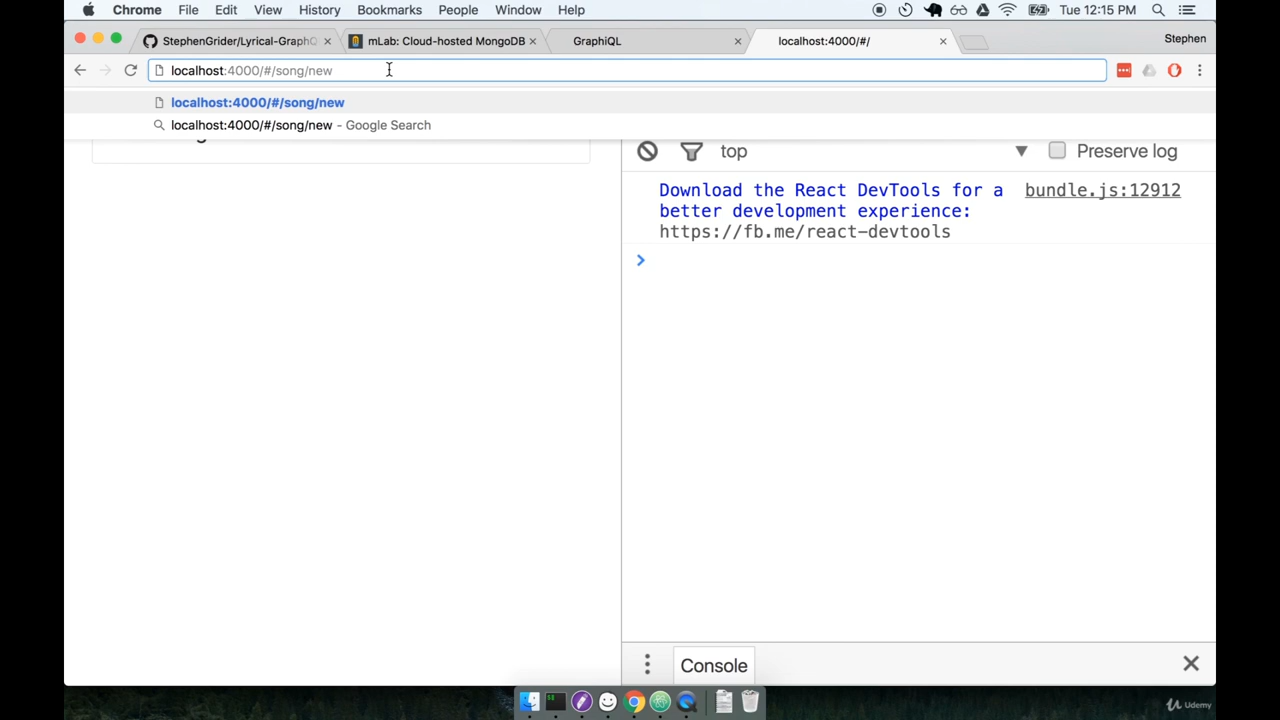 Chrome File Edit View History Bookmarks People Window Help Tue 12:15 PM
StephenGrider/Lyrical-GraphQ mLab: Cloud-hosted MongoDB GraphiQL localhost:4000/#/ Stephen
localhost:4000/#/song/new
localhost:4000/#/song/new
localhost:4000/#/song/new - Google Search
top Preserve log
Download the React DevTools for a bundle.js:12912
better development experience:
https://fb.me/react-devtools
Console
Udemy